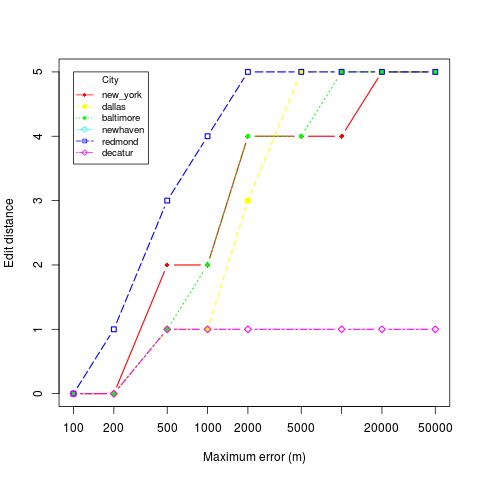 City
new_york
dallas
baltimore
newhaven
redmond
decatur
Edit distance
5
4
3
2
1
0
100 200 500 1000 2000 5000 20000 50000
Maximum error (m)